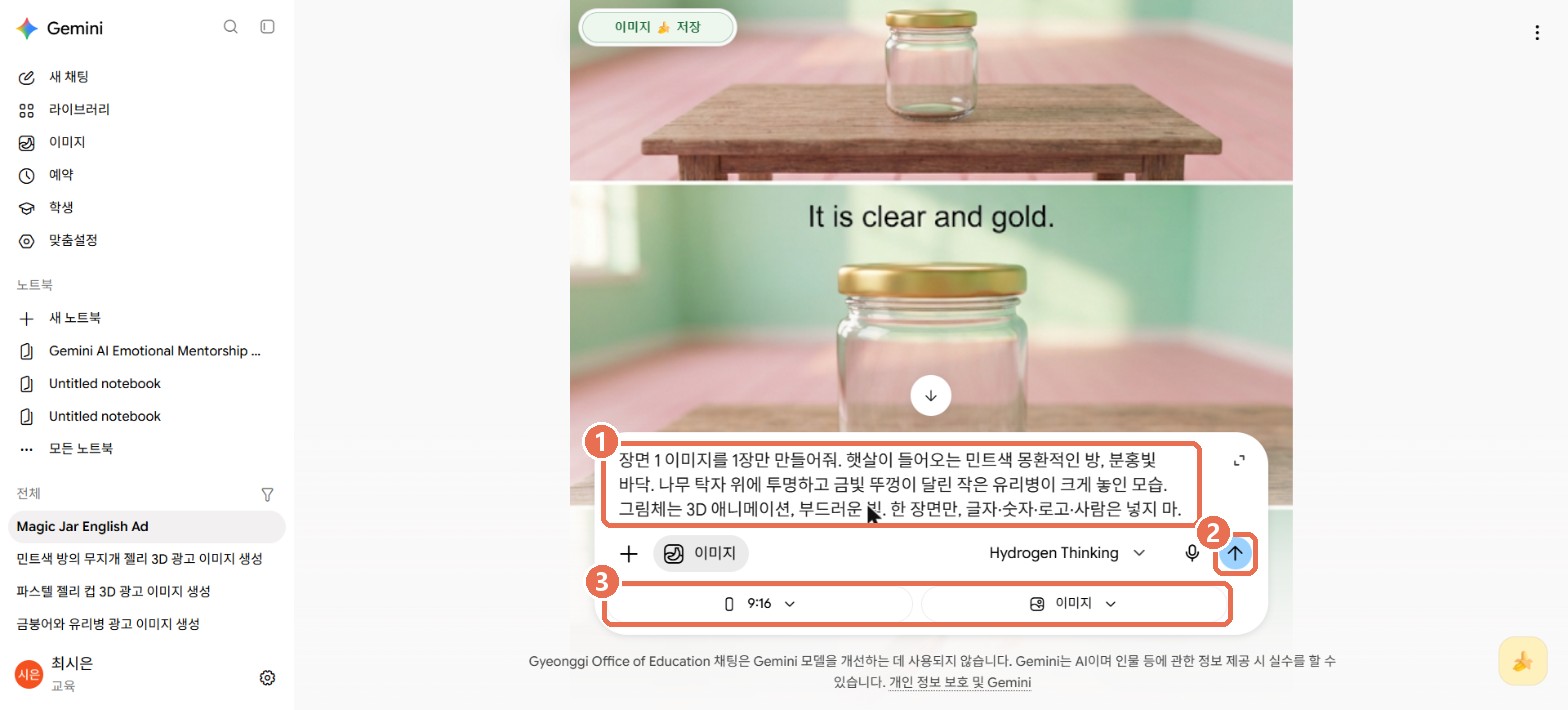 Gemini
새 채팅
라이브러리
이미지
예약
학생
맞춤설정
노트북
새 노트북
Gemini AI Emotional Mentorship ...
Untitled notebook
Untitled notebook
모든 노트북
전체
Magic Jar English Ad
민트색 방의 무지개 젤리 3D 광고 이미지 생성
파스텔 젤리 컵 3D 광고 이미지 생성
금붕어와 유리병 광고 이미지 생성
시은
최시은
교육
이미지 🍌 저장
It is clear and gold.
1
장면 1 이미지를 1장만 만들어줘. 햇살이 들어오는 민트색 몽환적인 방, 분홍빛
바닥. 나무 탁자 위에 투명하고 금빛 뚜껑이 달린 작은 유리병이 크게 놓인 모습.
그림체는 3D 애니메이션, 부드러운 빛. 한 장면만, 글자·숫자·로고·사람은 넣지 마.
2
이미지
Hydrogen Thinking
3
9:16
이미지
Gyeonggi Office of Education 채팅은 Gemini 모델을 개선하는 데 사용되지 않습니다. Gemini는 AI이며 인물 등에 관한 정보 제공 시 실수를 할 수
있습니다. 개인 정보 보호 및 Gemini